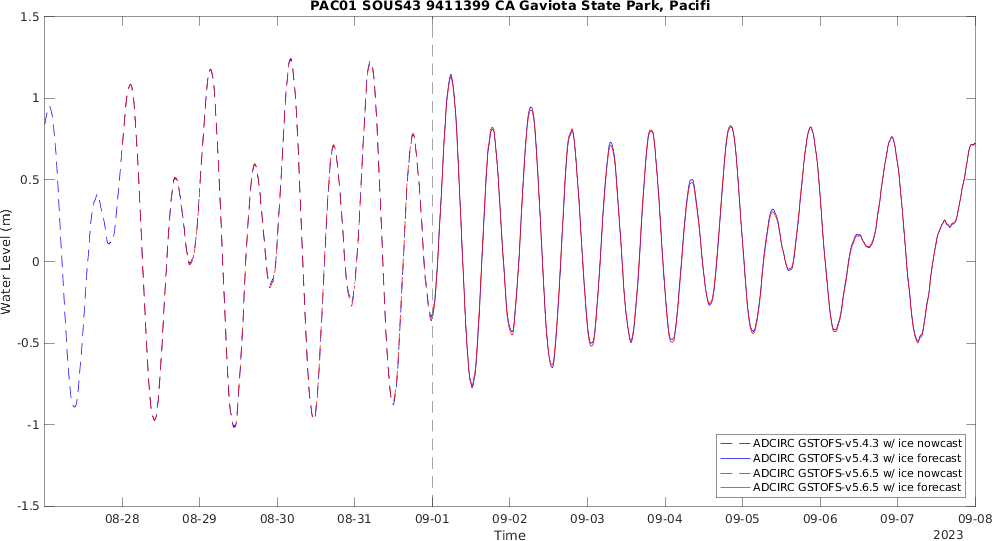 PAC01 SOUS43 9411399 CA Gaviota State Park, Pacifi
1.5
1
0.5
0
-0.5
-1
-1.5
Water Level (m)
08-28 08-29 08-30 08-31 09-01 09-02 09-03 09-04 09-05 09-06 09-07 09-08
Time
2023
ADCIRC GSTOFS-v5.4.3 w/ ice nowcast
ADCIRC GSTOFS-v5.4.3 w/ ice forecast
ADCIRC GSTOFS-v5.6.5 w/ ice nowcast
ADCIRC GSTOFS-v5.6.5 w/ ice forecast